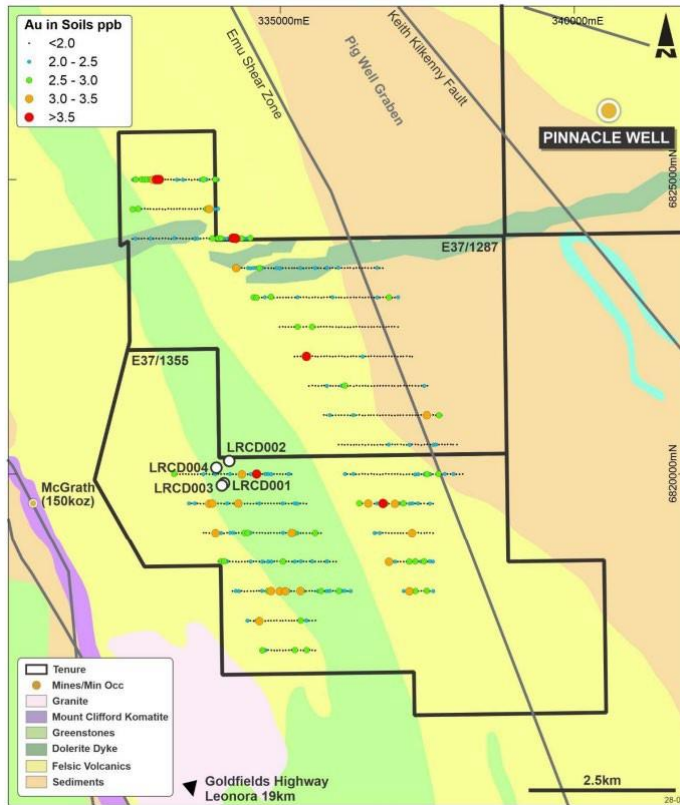 Au in Soils ppb
<2.0
2.0 - 2.5
2.5 - 3.0
3.0 - 3.5
>3.5
335000mE
340000mE
Emu Shear Zone
Pig Well Graben
Keith Kilkenny Fault
N
PINNACLE WELL
6825000mN
E37/1287
E37/1355
LRCD002
LRCD004
LRCD003
LRCD001
6820000mN
McGrath
(150koz)
Tenure
Mines/Min Occ
Granite
Mount Clifford Komatite
Greenstones
Dolerite Dyke
Felsic Volcanics
Sediments
Goldfields Highway
Leonora 19km
2.5km